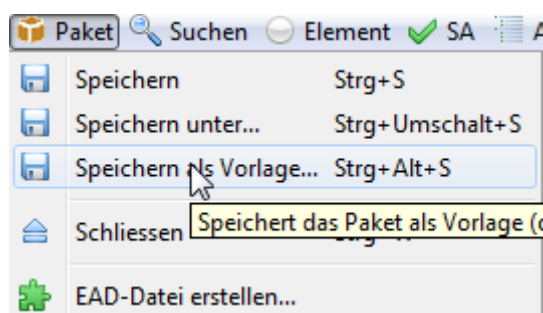 Paket Suchen Element SA A
Speichern Strg+S
Speichern unter... Strg+Umschalt+S
Speichern als Vorlage... Strg+Alt+S
Schliessen
Speichert das Paket als Vorlage (
EAD-Datei erstellen...